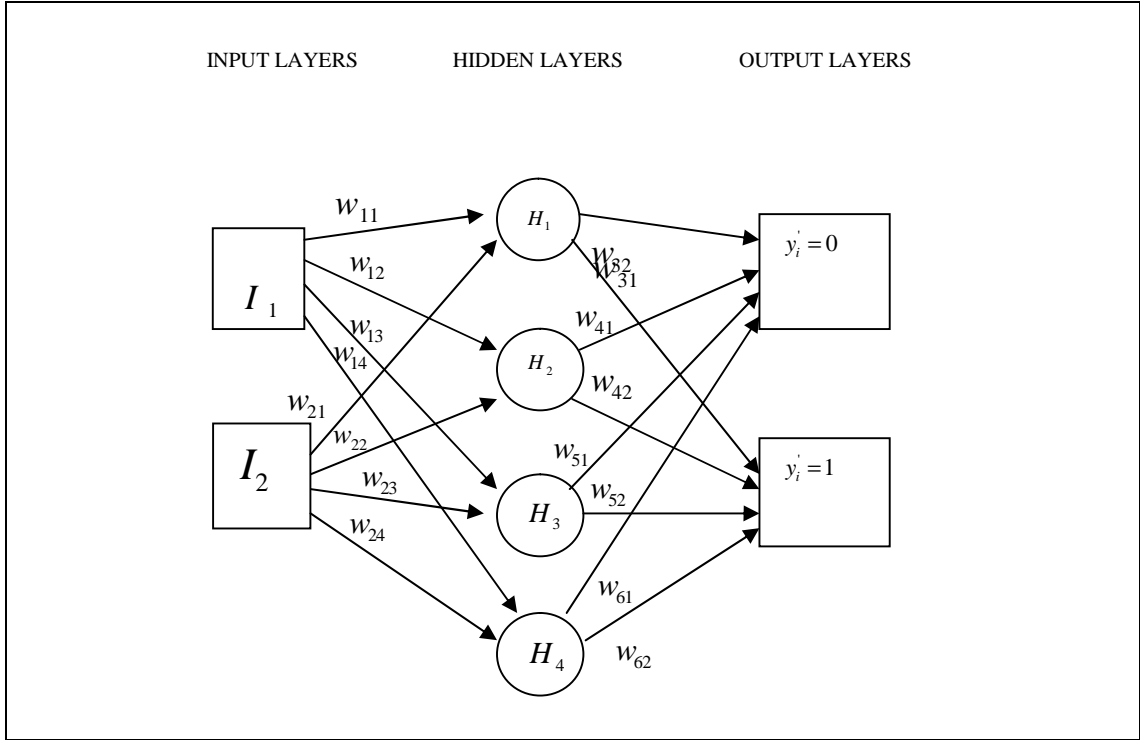 INPUT LAYERS HIDDEN LAYERS OUTPUT LAYERS
w₁₁
H₁
y'ᵢ = 0
w₁₂
w₃₂
w₃₁
I₁
w₁₃
w₄₁
w₁₄
H₂
w₄₂
w₂₁
w₂₂
w₅₁
I₂
y'ᵢ = 1
w₂₃
w₅₂
H₃
w₂₄
w₆₁
H₄
w₆₂